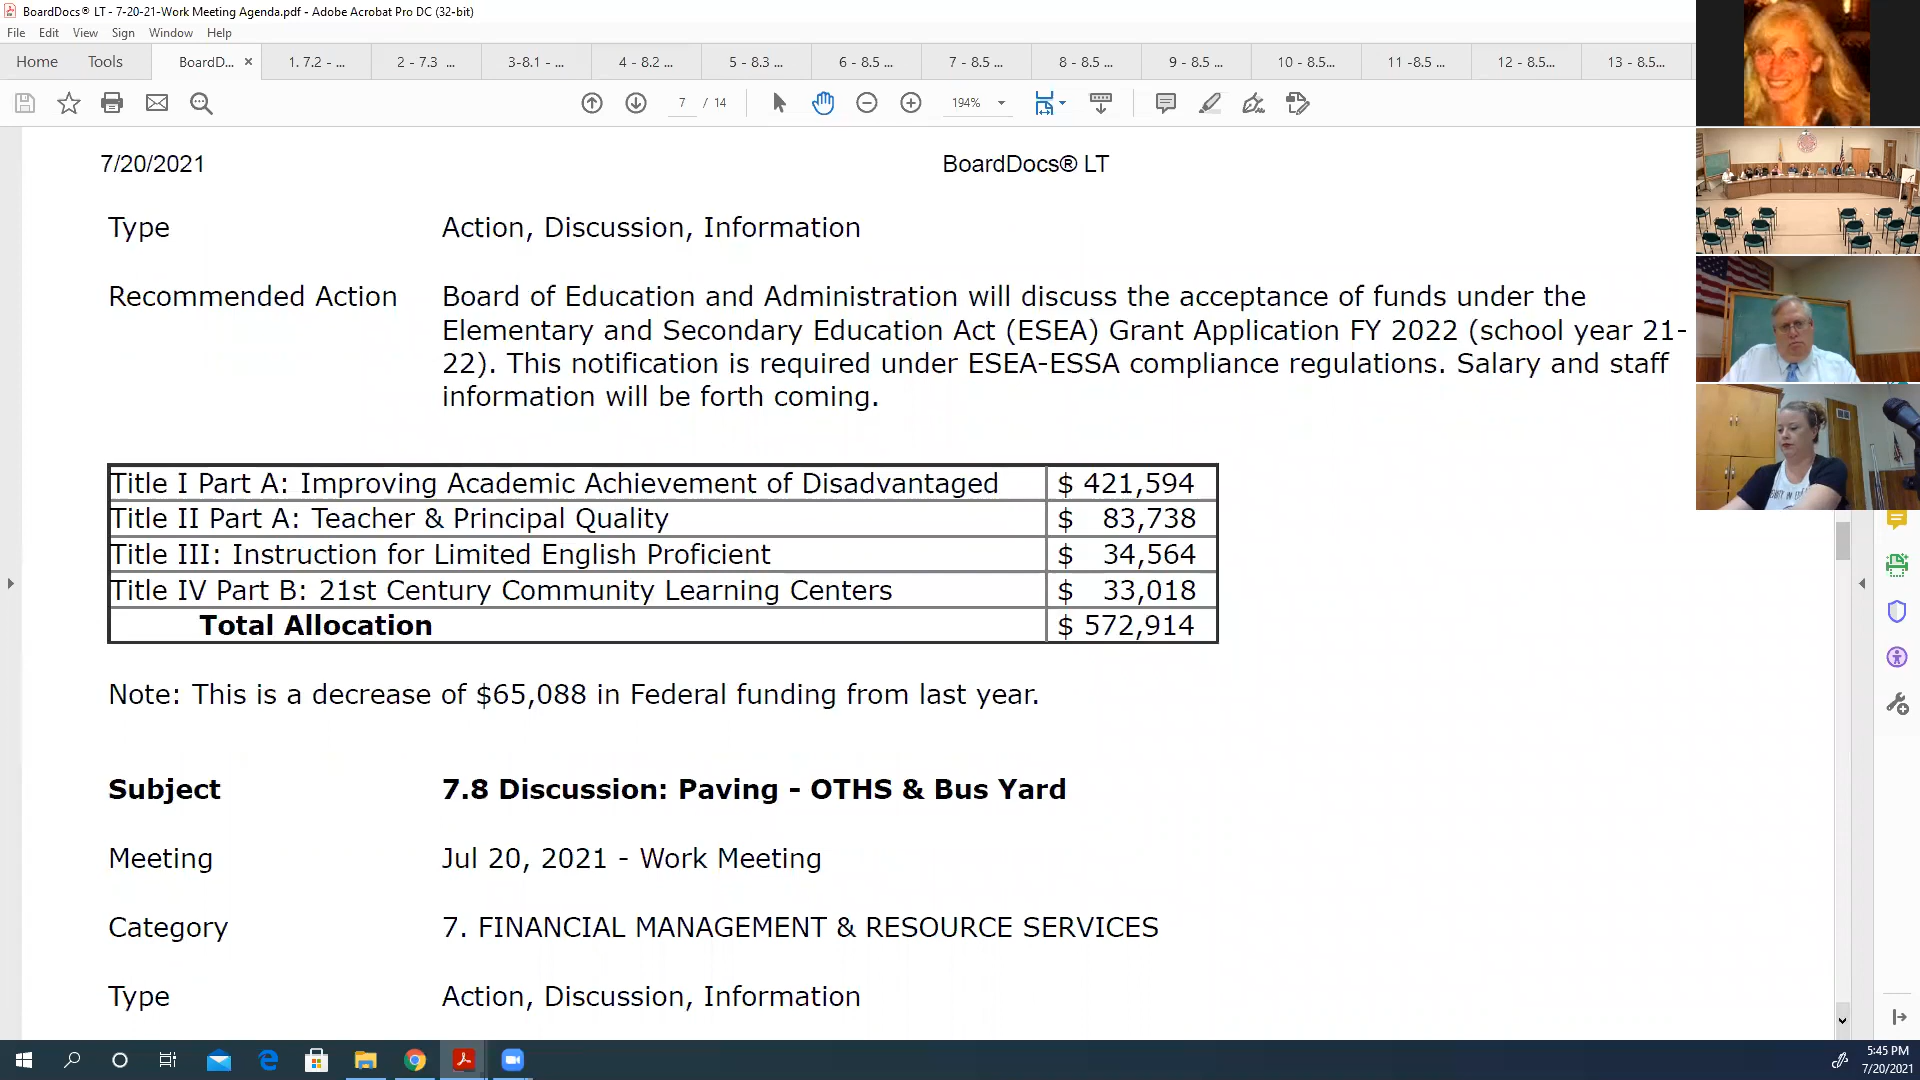 BoardDocs® LT - 7-20-21-Work Meeting Agenda.pdf - Adobe Acrobat Pro DC (32-bit)
File Edit View Sign Window Help
Home Tools BoardD... × 1. 7.2 - ... 2 - 7.3 ... 3-8.1 - ... 4 - 8.2 ... 5 - 8.3 ... 6 - 8.5 ... 7 - 8.5 ... 8 - 8.5 ... 9 - 8.5 ... 10 - 8.5... 11 -8.5 ... 12 - 8.5... 13 - 8.5...
7 / 14 194%
7/20/2021 BoardDocs® LT
Type Action, Discussion, Information
Recommended Action Board of Education and Administration will discuss the acceptance of funds under the
Elementary and Secondary Education Act (ESEA) Grant Application FY 2022 (school year 21-
22). This notification is required under ESEA-ESSA compliance regulations. Salary and staff
information will be forth coming.
Title I Part A: Improving Academic Achievement of Disadvantaged $ 421,594
Title II Part A: Teacher & Principal Quality $ 83,738
Title III: Instruction for Limited English Proficient $ 34,564
Title IV Part B: 21st Century Community Learning Centers $ 33,018
Total Allocation $ 572,914
Note: This is a decrease of $65,088 in Federal funding from last year.
Subject 7.8 Discussion: Paving - OTHS & Bus Yard
Meeting Jul 20, 2021 - Work Meeting
Category 7. FINANCIAL MANAGEMENT & RESOURCE SERVICES
Type Action, Discussion, Information
5:45 PM
7/20/2021